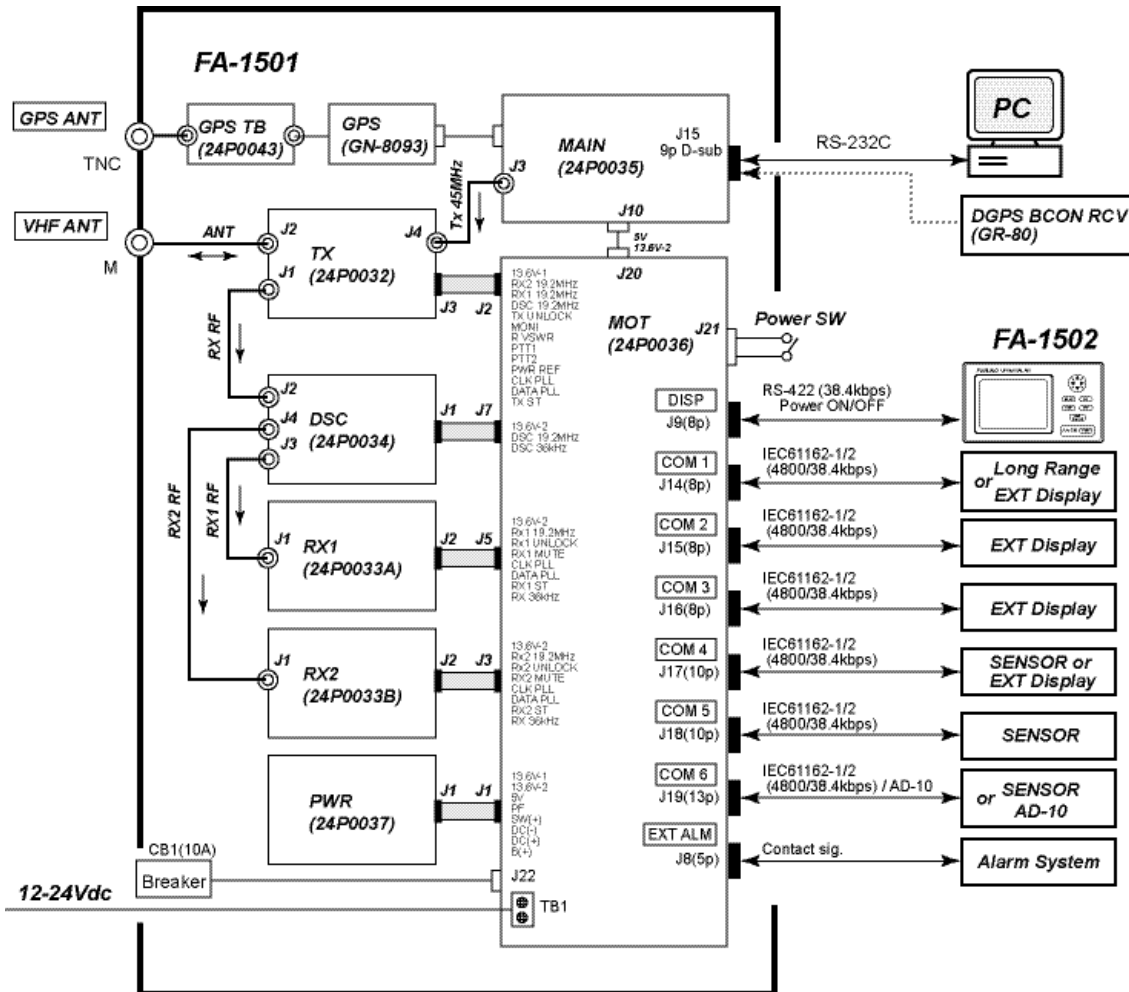 FA-1501
GPS ANT
TNC
GPS TB
(24P0043)
GPS
(GN-8093)
MAIN
(24P0035)
J15
9p D-sub
J3
J10
RS-232C
PC
DGPS BCON RCV
(GR-80)
Tx 45MHz
5V
13.6V-2
VHF ANT
M
ANT
J2
J1
TX
(24P0032)
J4
J3
J2
13.6V-1
RX2 19.2MHz
RX1 19.2MHz
DSC 19.2MHz
TX UNLOCK
MONI
R VSWR
PTT1
PTT2
PWR REF
CLK PLL
DATA PLL
TX ST
J20
MOT
(24P0036)
J21
Power SW
FA-1502
RX RF
J2
J4
J3
DSC
(24P0034)
J1
J7
13.6V-2
DSC 19.2MHz
DSC 36kHz
RX2 RF
RX1 RF
J1
RX1
(24P0033A)
J2
J5
13.6V-2
Rx1 19.2MHz
Rx1 UNLOCK
RX1 MUTE
CLK PLL
DATA PLL
RX1 ST
RX 36kHz
J1
RX2
(24P0033B)
J2
J3
13.6V-2
Rx2 19.2MHz
Rx2 UNLOCK
RX2 MUTE
CLK PLL
DATA PLL
RX2 ST
RX 36kHz
PWR
(24P0037)
J1
J1
13.6V-1
13.6V-2
5V
PF
SW(+)
DC(-)
DC(+)
B(+)
DISP
J9(8p)
RS-422 (38.4kbps)
Power ON/OFF
COM 1
J14(8p)
IEC61162-1/2
(4800/38.4kbps)
Long Range
or EXT Display
COM 2
J15(8p)
IEC61162-1/2
(4800/38.4kbps)
EXT Display
COM 3
J16(8p)
IEC61162-1/2
(4800/38.4kbps)
EXT Display
COM 4
J17(10p)
IEC61162-1/2
(4800/38.4kbps)
SENSOR or
EXT Display
COM 5
J18(10p)
IEC61162-1/2
(4800/38.4kbps)
SENSOR
COM 6
J19(13p)
IEC61162-1/2
(4800/38.4kbps) / AD-10
or SENSOR
AD-10
EXT ALM
J8(5p)
Contact sig.
Alarm System
CB1(10A)
Breaker
J22
12-24Vdc
TB1